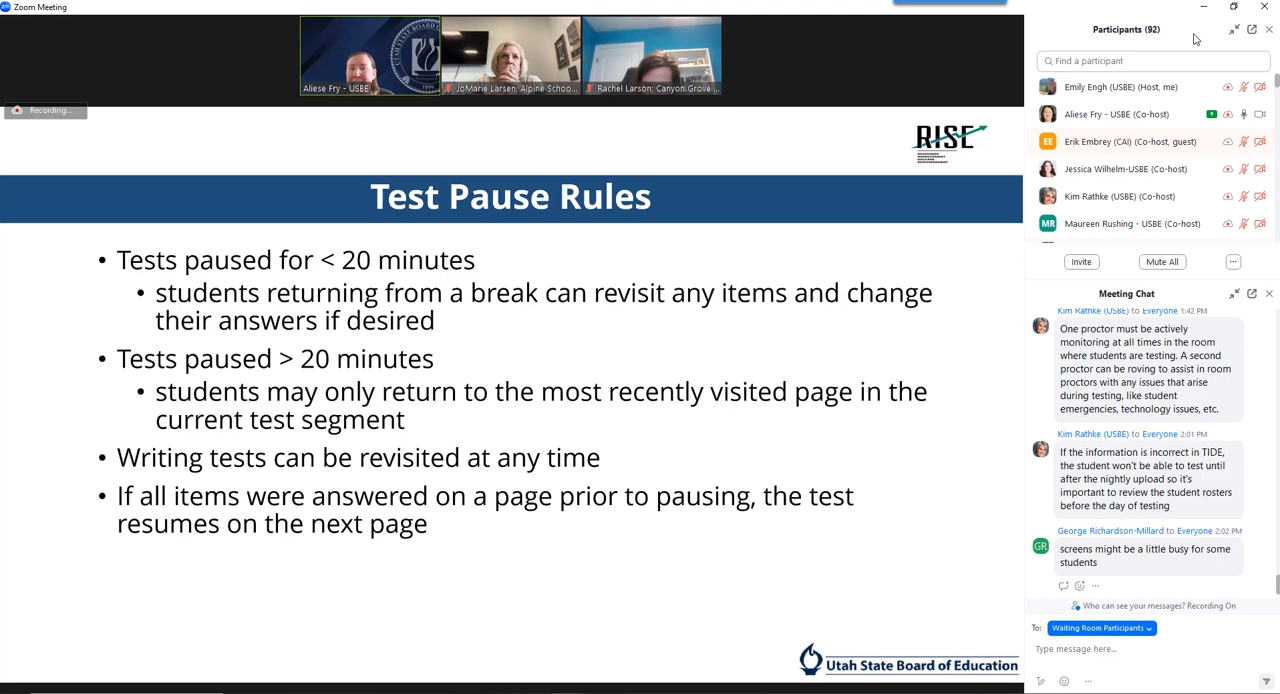 Zoom Meeting
Aliese Fry - USBE
JoMarie Larsen, Alpine Schoo...
Rachel Larson; Canyon Grove ...
Recording...
RISE
Test Pause Rules
• Tests paused for < 20 minutes
• students returning from a break can revisit any items and change
their answers if desired
• Tests paused > 20 minutes
• students may only return to the most recently visited page in the
current test segment
• Writing tests can be revisited at any time
• If all items were answered on a page prior to pausing, the test
resumes on the next page
Utah State Board of Education
Participants (92)
Find a participant
Emily Engh (USBE) (Host, me)
Aliese Fry - USBE (Co-host)
EE
Erik Embrey (CAI) (Co-host, guest)
Jessica Wilhelm-USBE (Co-host)
Kim Rathke (USBE) (Co-host)
MR
Maureen Rushing - USBE (Co-host)
Invite
Mute All
Meeting Chat
Kim Rathke (USBE) to Everyone 1:42 PM
One proctor must be actively
monitoring at all times in the room
where students are testing. A second
proctor can be roving to assist in room
proctors with any issues that arise
during testing, like student
emergencies, technology issues, etc.
Kim Rathke (USBE) to Everyone 2:01 PM
If the information is incorrect in TIDE,
the student won't be able to test until
after the nightly upload so it's
important to review the student rosters
before the day of testing
George Richardson-Millard to Everyone 2:02 PM
GR
screens might be a little busy for some
students
Who can see your messages? Recording On
To: Waiting Room Participants
Type message here...